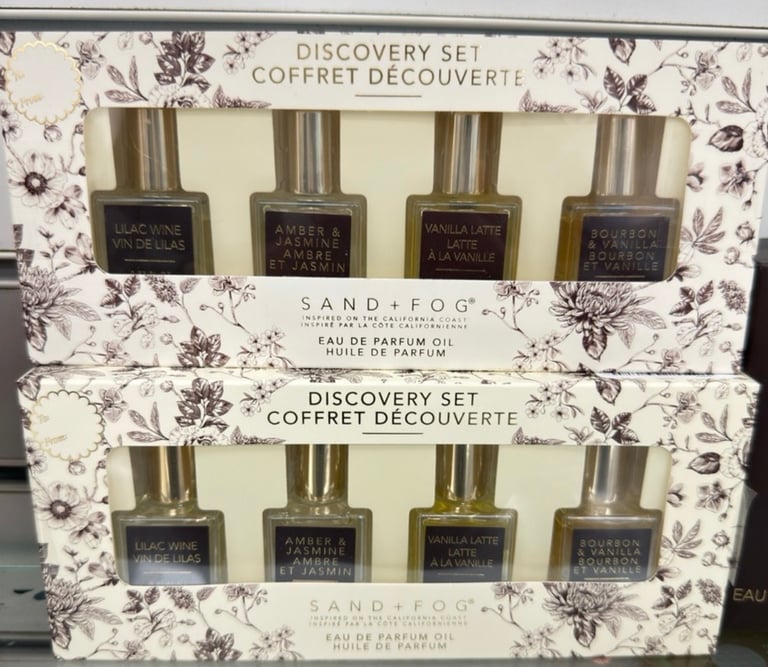 To:
From:
DISCOVERY SET
COFFRET DÉCOUVERTE
LILAC WINE
VIN DE LILAS
AMBER &
JASMINE
AMBRE
ET JASMIN
VANILLA LATTE
LATTE
À LA VANILLE
BOURBON
& VANILLA
BOURBON
ET VANILLE
SAND + FOG®
INSPIRED ON THE CALIFORNIA COAST
INSPIRÉ PAR LA CÔTE CALIFORNIENNE
EAU DE PARFUM OIL
HUILE DE PARFUM
To:
From:
DISCOVERY SET
COFFRET DÉCOUVERTE
LILAC WINE
VIN DE LILAS
AMBER &
JASMINE
AMBRE
ET JASMIN
VANILLA LATTE
LATTE
À LA VANILLE
BOURBON
& VANILLA
BOURBON
ET VANILLE
SAND + FOG®
INSPIRED ON THE CALIFORNIA COAST
INSPIRÉ PAR LA CÔTE CALIFORNIENNE
EAU DE PARFUM OIL
HUILE DE PARFUM
EAU